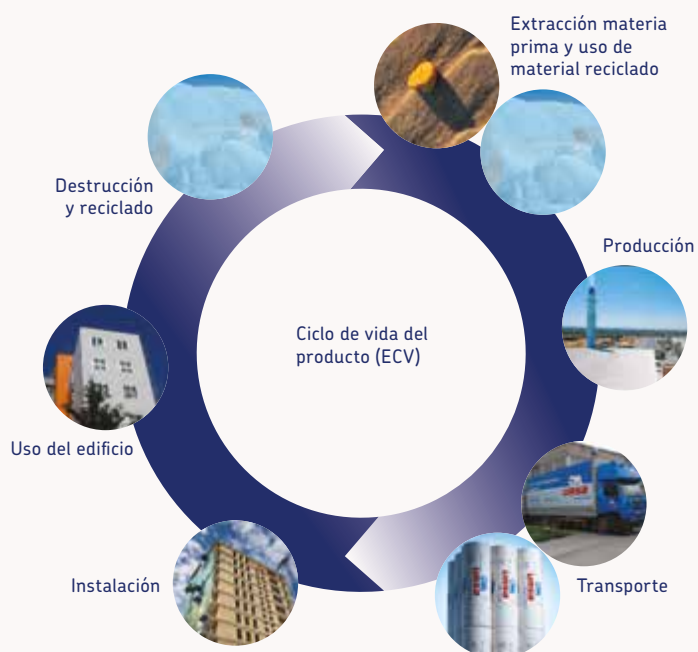 Extracción materia
prima y uso de
material reciclado
Destrucción
y reciclado
Producción
Ciclo de vida del
producto (ECV)
Uso del edificio
Instalación
Transporte
URSA